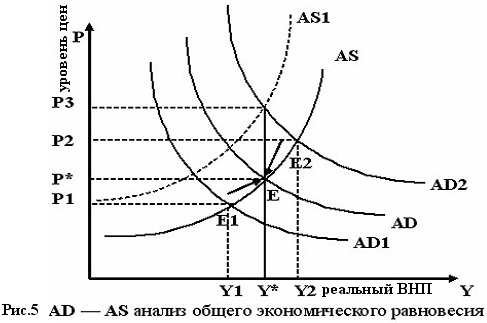 P
уровень цен
AS1
AS
P3
P2
E2
P*
E
P1
E1
AD2
AD
AD1
Y1 Y* Y2 реальный ВНП Y
Рис.5 AD — AS анализ общего экономического равновесия